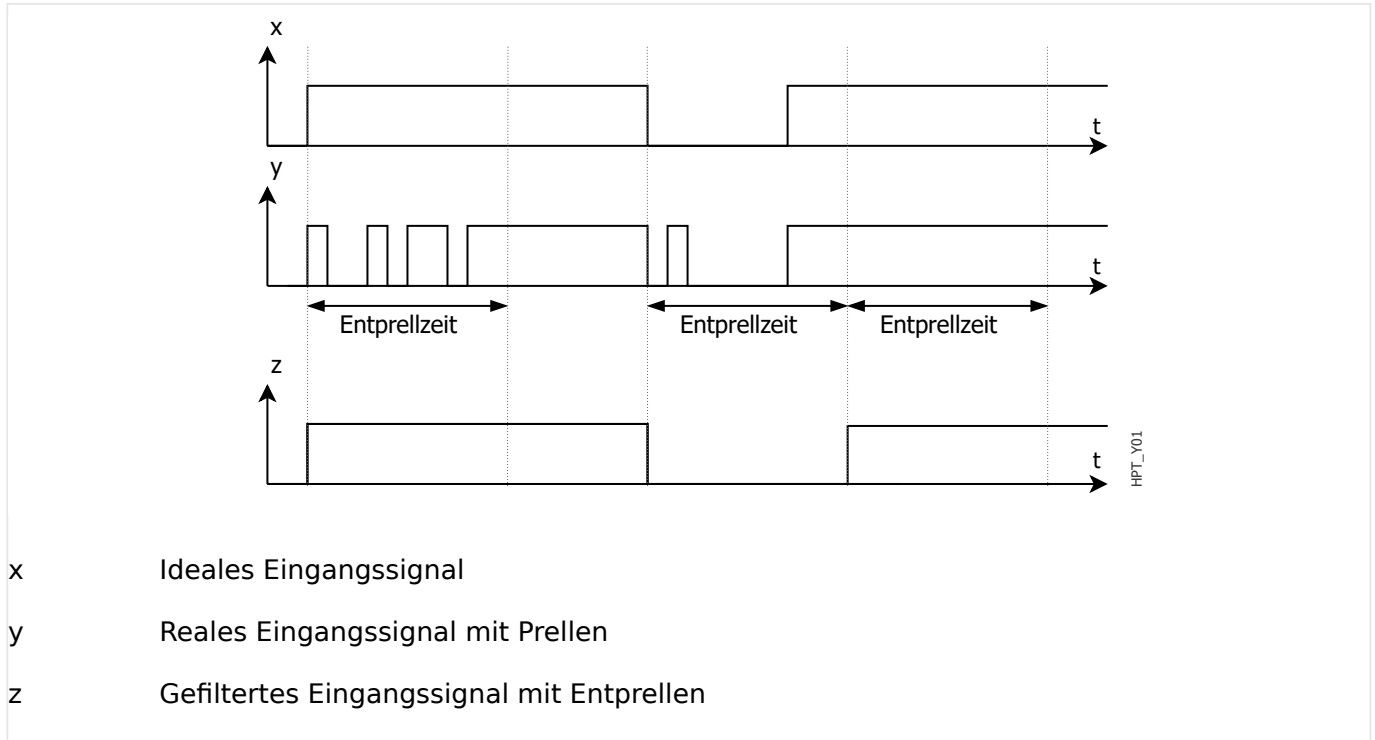 x
t
y
t
Entprellzeit Entprellzeit Entprellzeit
z
t
HPT_Y01
x Ideales Eingangssignal
y Reales Eingangssignal mit Prellen
z Gefiltertes Eingangssignal mit Entprellen